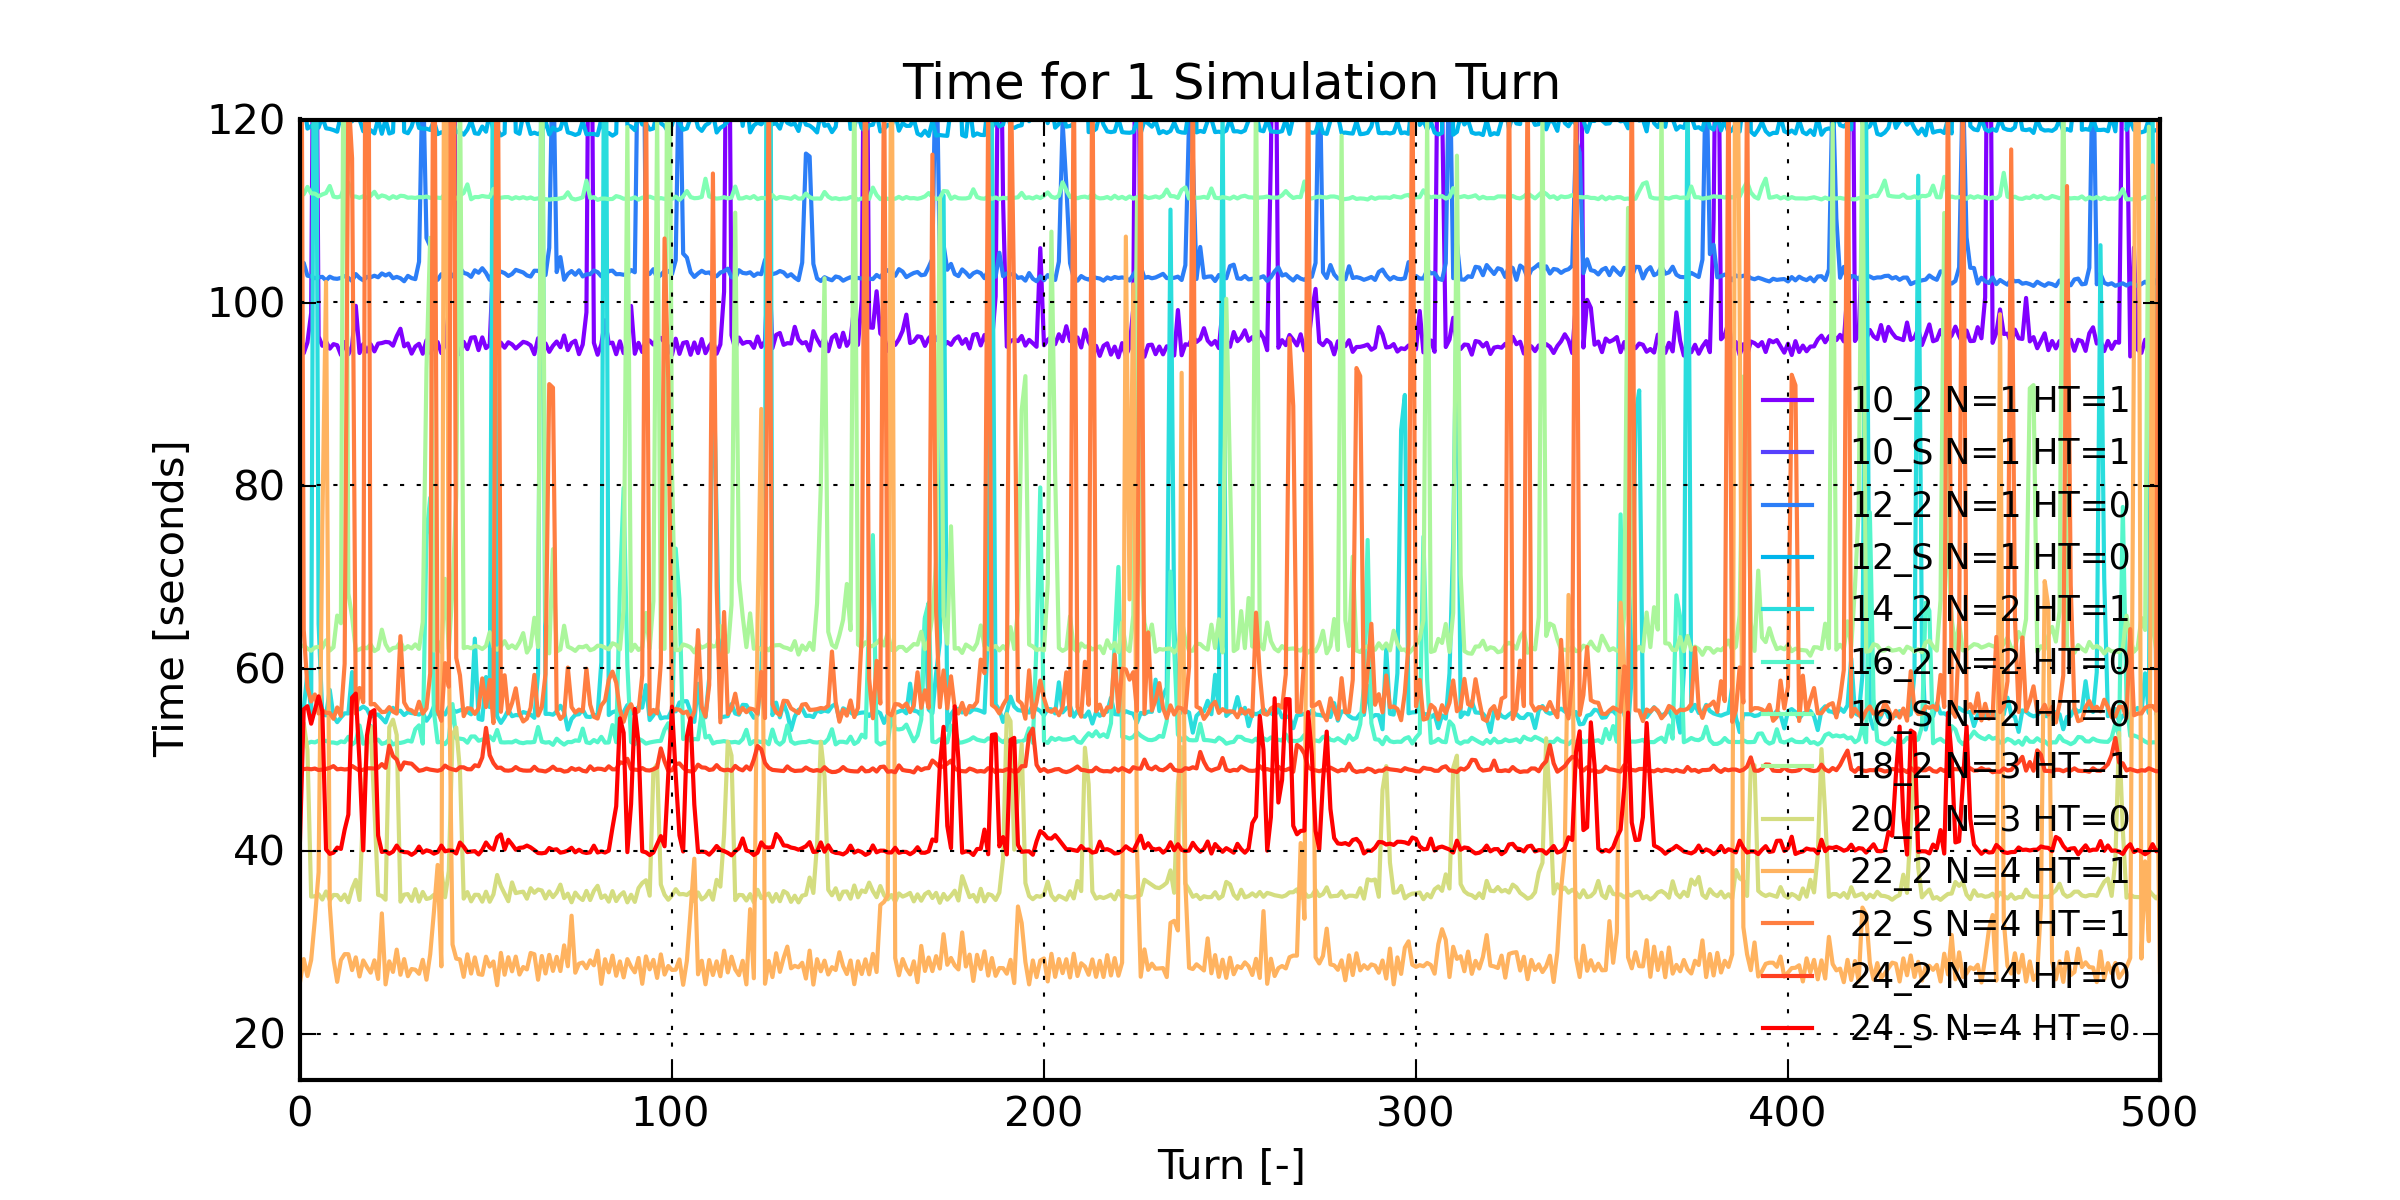 Time for 1 Simulation Turn
120
100
80
60
40
20
Time [seconds]
0 100 200 300 400 500
Turn [-]
10_2 N=1 HT=1
10_S N=1 HT=1
12_2 N=1 HT=0
12_S N=1 HT=0
14_2 N=2 HT=1
16_2 N=2 HT=0
16_S N=2 HT=0
18_2 N=3 HT=1
20_2 N=3 HT=0
22_2 N=4 HT=1
22_S N=4 HT=1
24_2 N=4 HT=0
24_S N=4 HT=0